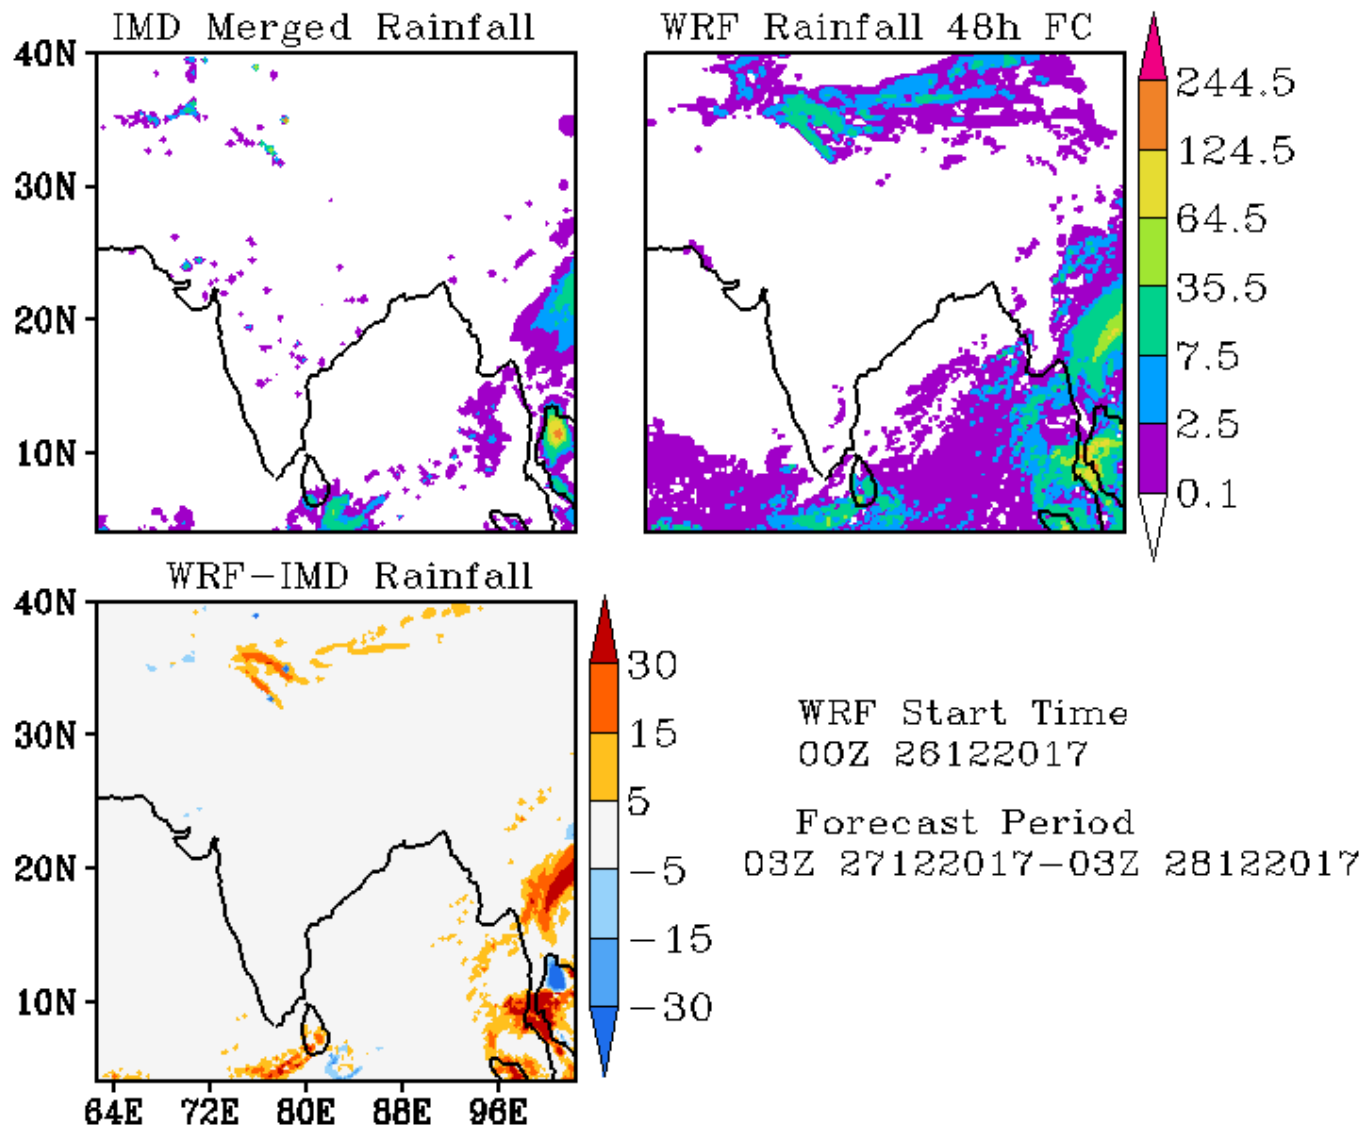 IMD Merged Rainfall
WRF Rainfall 48h FC
40N
30N
20N
10N
244.5
124.5
64.5
35.5
7.5
2.5
0.1
WRF-IMD Rainfall
40N
30N
20N
10N
64E 72E 80E 88E 96E
30
15
5
-5
-15
-30
WRF Start Time
00Z 26122017
Forecast Period
03Z 27122017-03Z 28122017